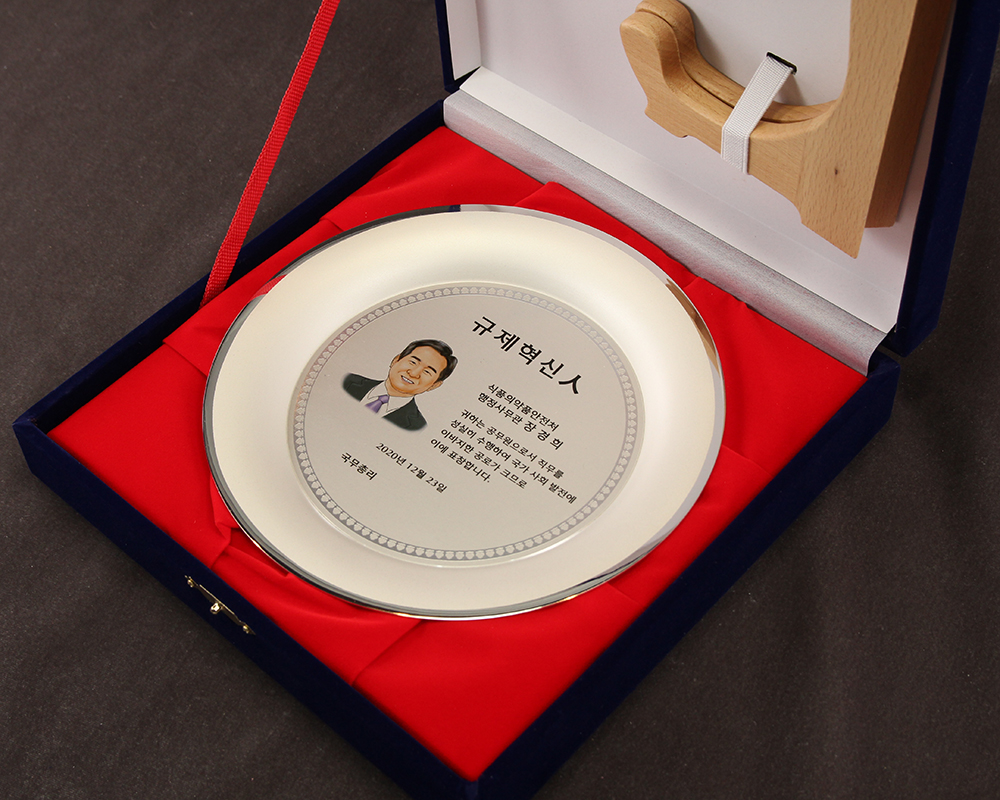 규제혁신人
식품의약품안전처
행정사무관 장경희
귀하는 공무원으로서 직무를
성실히 수행하여 국가 사회 발전에
이바지한 공로가 크므로
이에 표창합니다.
2020년 12월 23일
국무총리